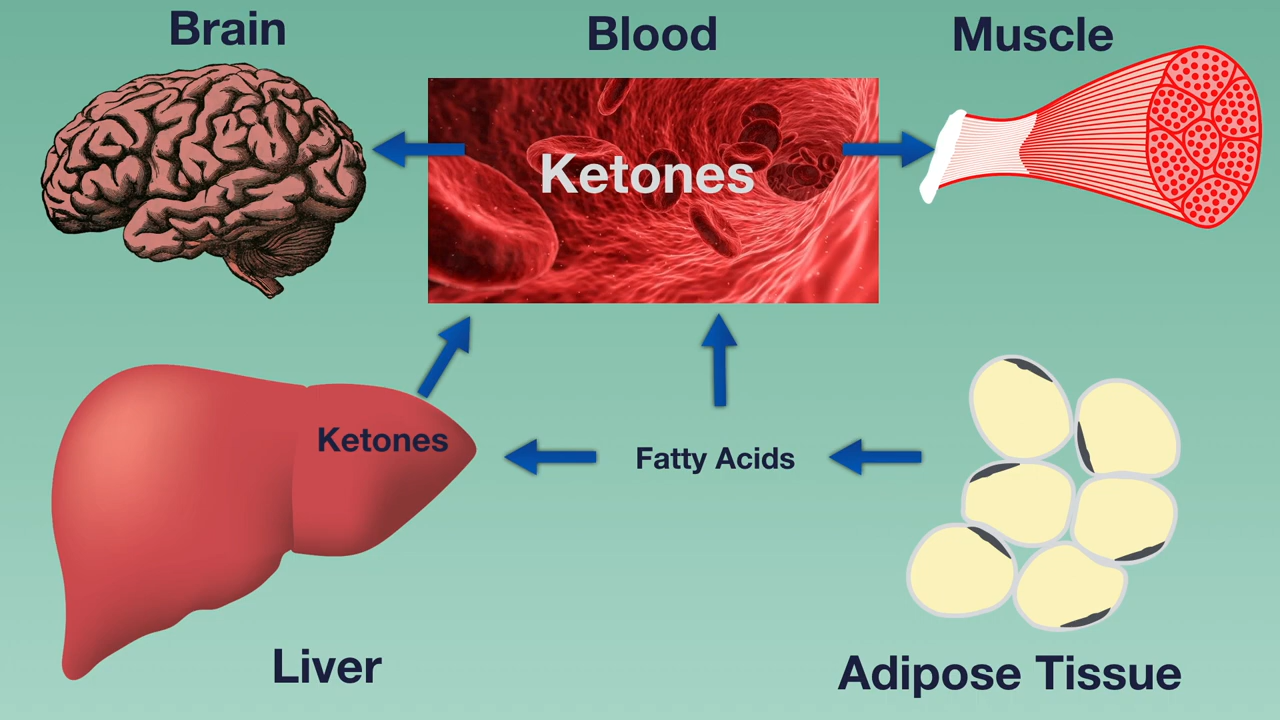 Brain
Blood
Muscle
Ketones
Ketones
Fatty Acids
Liver
Adipose Tissue